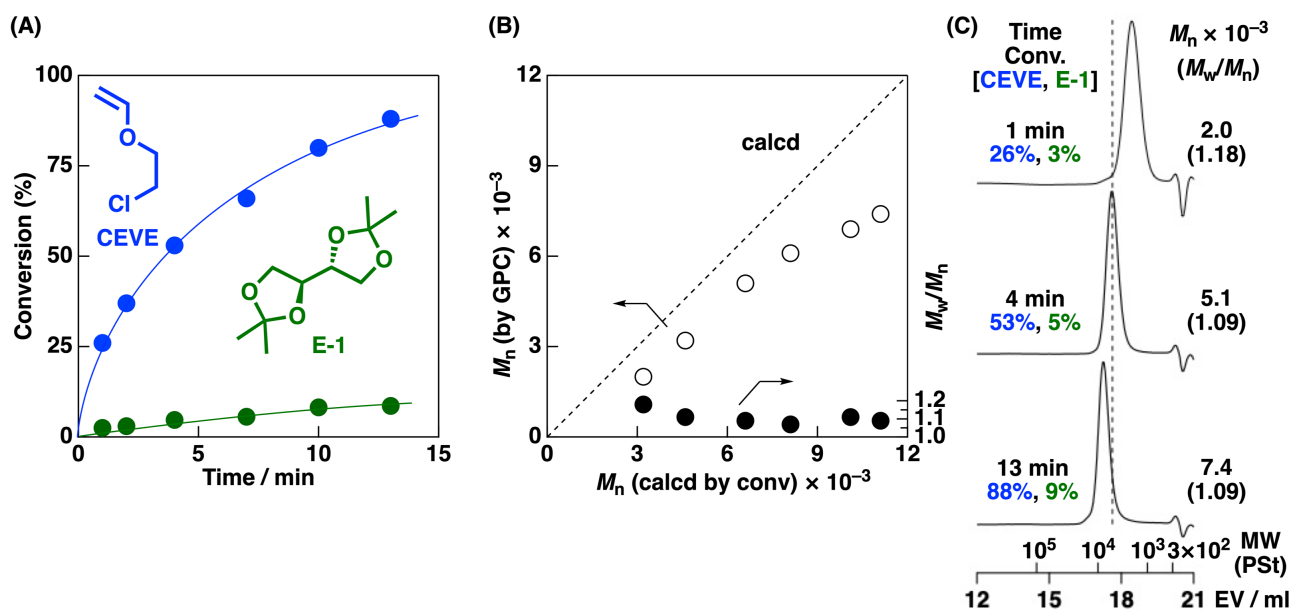 (A)
100
75
50
25
0
Conversion (%)
O
Cl
CEVE
O
O
O
O
E-1
0
5
10
15
Time / min
(B)
12
9
6
3
0
Mn (by GPC) × 10–3
calcd
Mw/Mn
1.2
1.1
1.0
0
3
6
9
12
Mn (calcd by conv) × 10–3
(C)
Time
Conv.
[CEVE, E-1]
Mn × 10–3
(Mw/Mn)
1 min
26%, 3%
2.0
(1.18)
4 min
53%, 5%
5.1
(1.09)
13 min
88%, 9%
7.4
(1.09)
105
104
103
3×102
MW
(PSt)
12
15
18
21
EV / ml